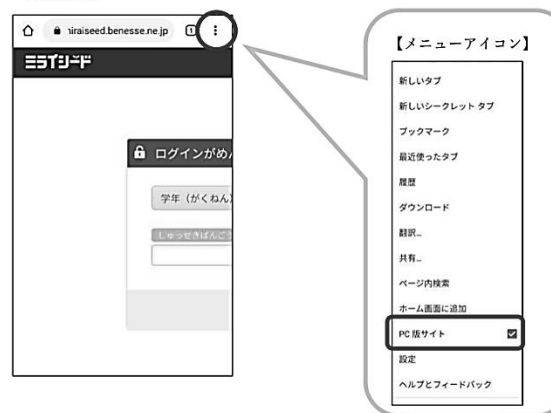 miraiseed.benesse.ne.jp
1
ミライシード
ログインがめ
学年（がくねん）
しゅっせきばんご
【メニューアイコン】
新しいタブ
新しいシークレット タブ
ブックマーク
最近使ったタブ
履歴
ダウンロード
翻訳...
共有...
ページ内検索
ホーム画面に追加
PC 版サイト
設定
ヘルプとフィードバック